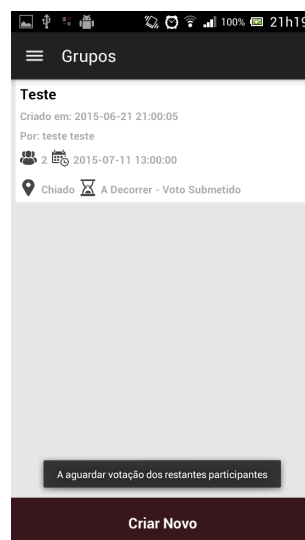 100% 21h19
Grupos
Teste
Criado em: 2015-06-21 21:00:05
Por: teste teste
2 2015-07-11 13:00:00
Chiado A Decorrer - Voto Submetido
A aguardar votação dos restantes participantes
Criar Novo